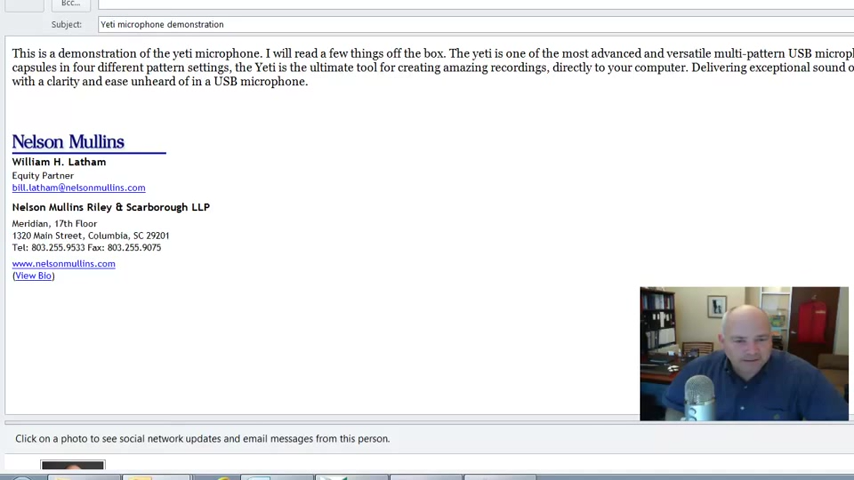 Bcc...
Subject: Yeti microphone demonstration
This is a demonstration of the yeti microphone. I will read a few things off the box. The yeti is one of the most advanced and versatile multi-pattern USB microp
capsules in four different pattern settings, the Yeti is the ultimate tool for creating amazing recordings, directly to your computer. Delivering exceptional sound o
with a clarity and ease unheard of in a USB microphone.
Nelson Mullins
William H. Latham
Equity Partner
bill.latham@nelsonmullins.com
Nelson Mullins Riley & Scarborough LLP
Meridian, 17th Floor
1320 Main Street, Columbia, SC 29201
Tel: 803.255.9533 Fax: 803.255.9075
www.nelsonmullins.com
(View Bio)
Click on a photo to see social network updates and email messages from this person.